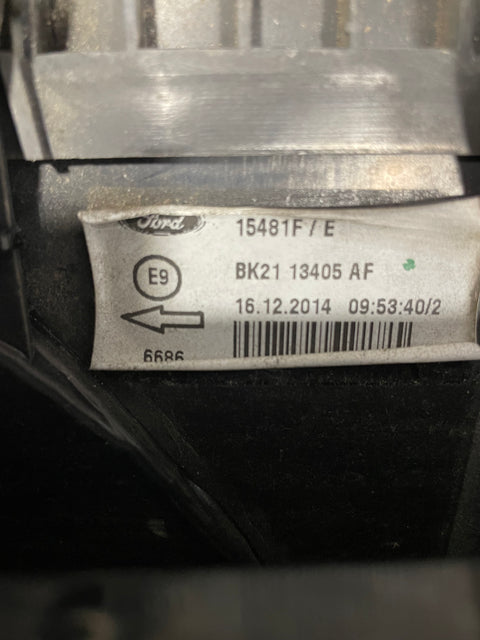 Ford
15481F / E
E9
BK21 13405 AF
16.12.2014 09:53:40/2
6686